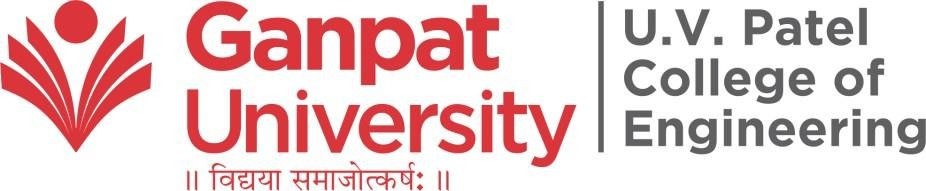 Ganpat
University
॥ विद्यया समाजोत्कर्षः ॥
U.V. Patel
College of
Engineering